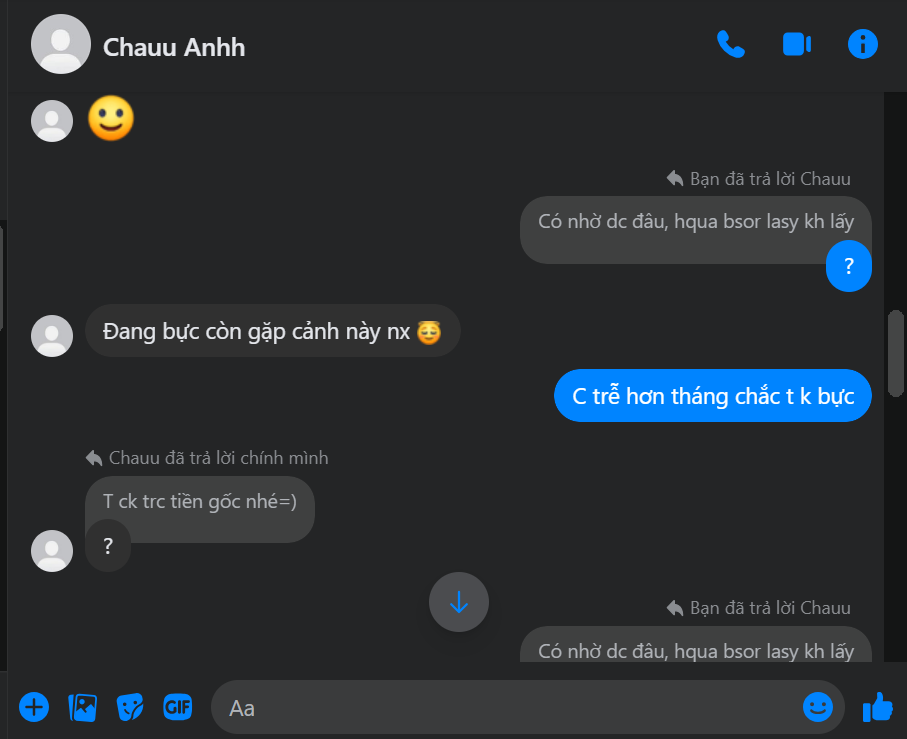 Chauu Anhh
Bạn đã trả lời Chauu
Có nhờ dc đâu, hqua bsor lasy kh lấy
?
Đang bực còn gặp cảnh này nx
C trễ hơn tháng chắc t k bực
Chauu đã trả lời chính mình
T ck trc tiền gốc nhé=)
?
Bạn đã trả lời Chauu
Có nhờ dc đâu, hqua bsor lasy kh lấy
GIF
Aa